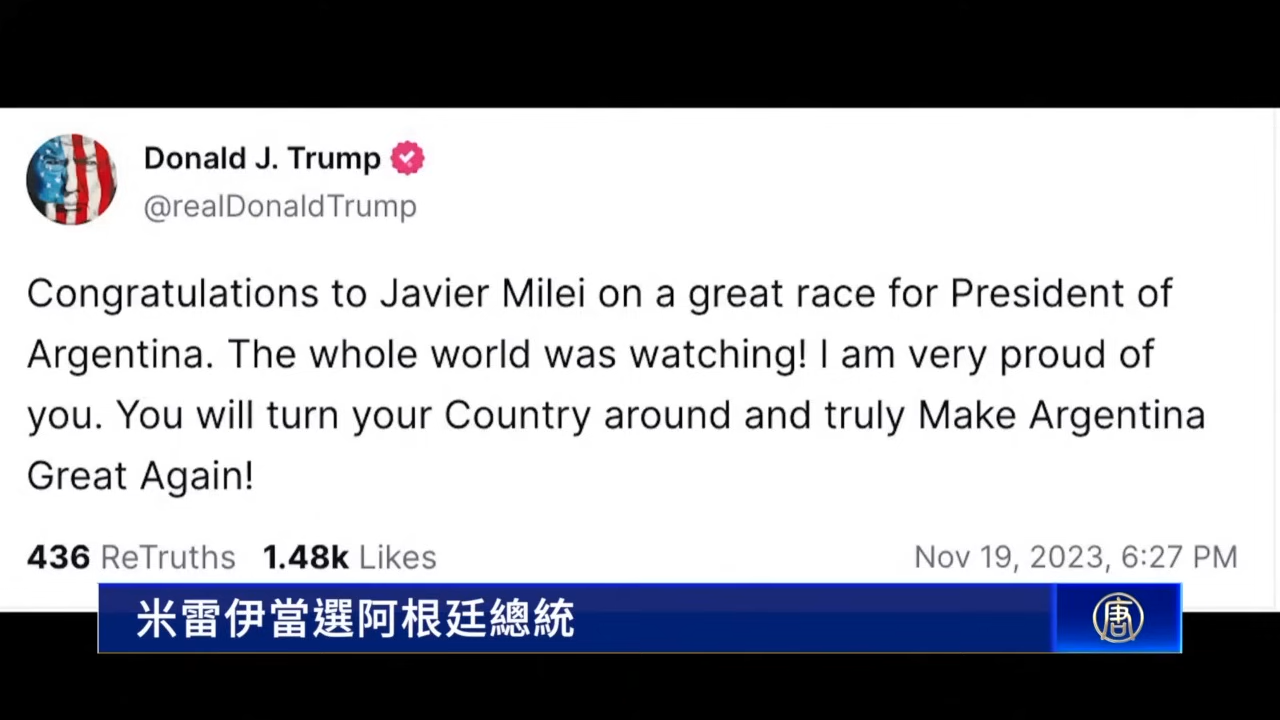 Donald J. Trump
@realDonaldTrump
Congratulations to Javier Milei on a great race for President of
Argentina. The whole world was watching! I am very proud of
you. You will turn your Country around and truly Make Argentina
Great Again!
436 ReTruths 1.48k Likes Nov 19, 2023, 6:27 PM
米雷伊當選阿根廷總統
唐